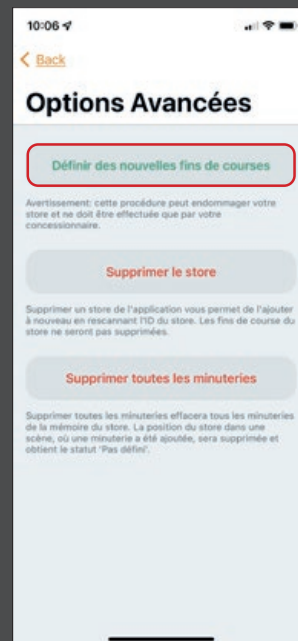 10:06
Back
Options Avancées
Définir des nouvelles fins de courses
Avertissement: cette procédure peut endommager votre
store et ne doit être effectuée que par votre
concessionnaire.
Supprimer le store
Supprimer un store de l'application vous permet de l'ajouter
à nouveau en rescannant l'ID du store. Les fins de course du
store ne seront pas supprimées.
Supprimer toutes les minuteries
Supprimer toutes les minuteries effacera tous les minuteries
de la mémoire du store. La position du store dans une
scène, où une minuterie a été ajoutée, sera supprimée et
obtient le statut 'Pas défini'.